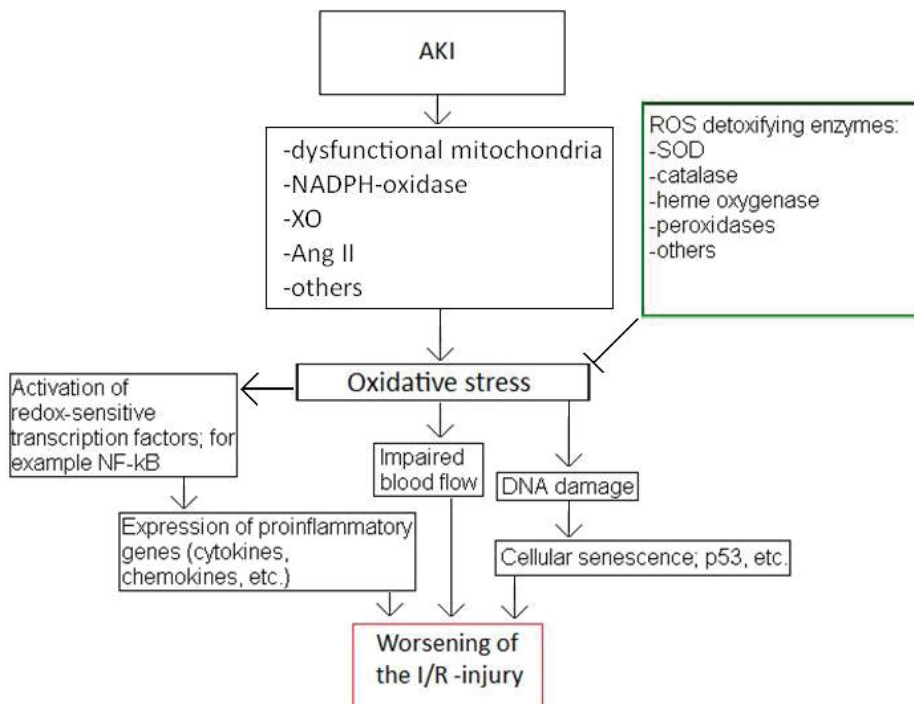 AKI
-dysfunctional mitochondria
-NADPH-oxidase
-XO
-Ang II
-others
ROS detoxifying enzymes:
-SOD
-catalase
-heme oxygenase
-peroxidases
-others
Oxidative stress
Activation of
redox-sensitive
transcription factors; for
example NF-kB
Impaired
blood flow
DNA damage
Expression of proinflammatory
genes (cytokines,
chemokines, etc.)
Cellular senescence; p53, etc.
Worsening of
the I/R -injury